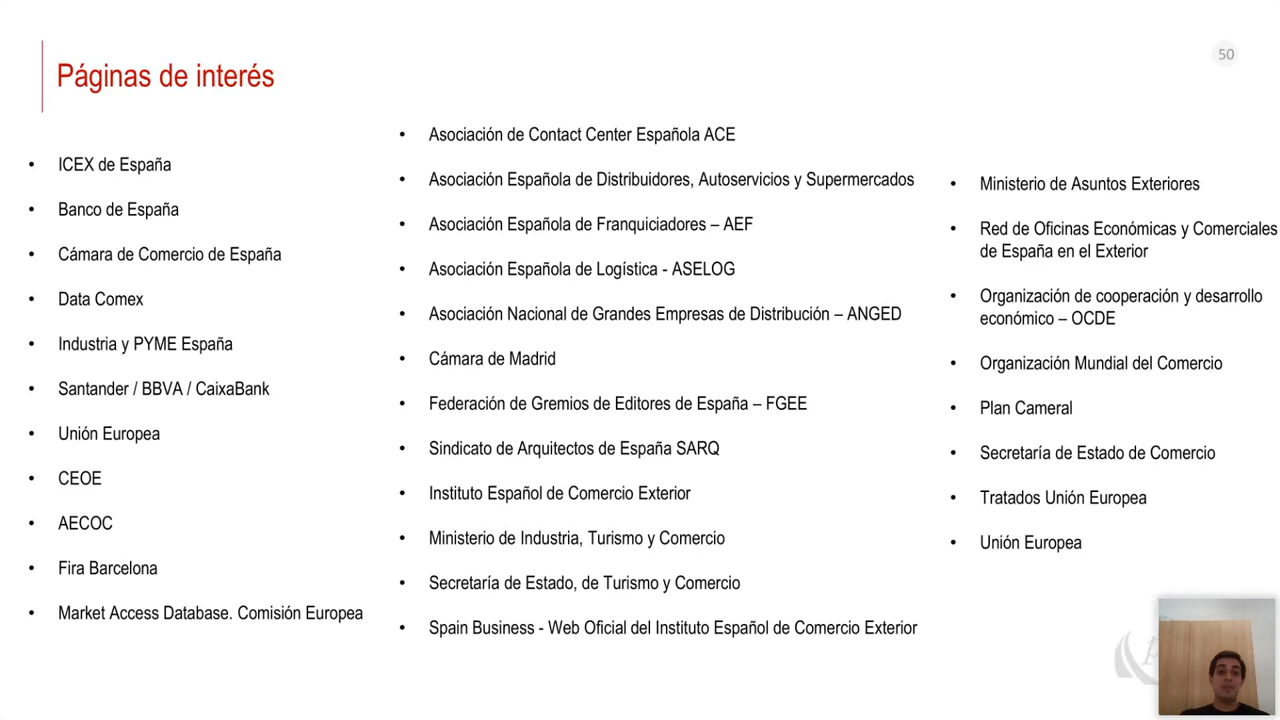 50
Páginas de interés
ICEX de España
Banco de España
Cámara de Comercio de España
Data Comex
Industria y PYME España
Santander / BBVA / CaixaBank
Unión Europea
CEOE
AECOC
Fira Barcelona
Market Access Database. Comisión Europea
Asociación de Contact Center Española ACE
Asociación Española de Distribuidores, Autoservicios y Supermercados
Asociación Española de Franquiciadores – AEF
Asociación Española de Logística - ASELOG
Asociación Nacional de Grandes Empresas de Distribución – ANGED
Cámara de Madrid
Federación de Gremios de Editores de España – FGEE
Sindicato de Arquitectos de España SARQ
Instituto Español de Comercio Exterior
Ministerio de Industria, Turismo y Comercio
Secretaría de Estado, de Turismo y Comercio
Spain Business - Web Oficial del Instituto Español de Comercio Exterior
Ministerio de Asuntos Exteriores
Red de Oficinas Económicas y Comerciales
de España en el Exterior
Organización de cooperación y desarrollo
económico – OCDE
Organización Mundial del Comercio
Plan Cameral
Secretaría de Estado de Comercio
Tratados Unión Europea
Unión Europea